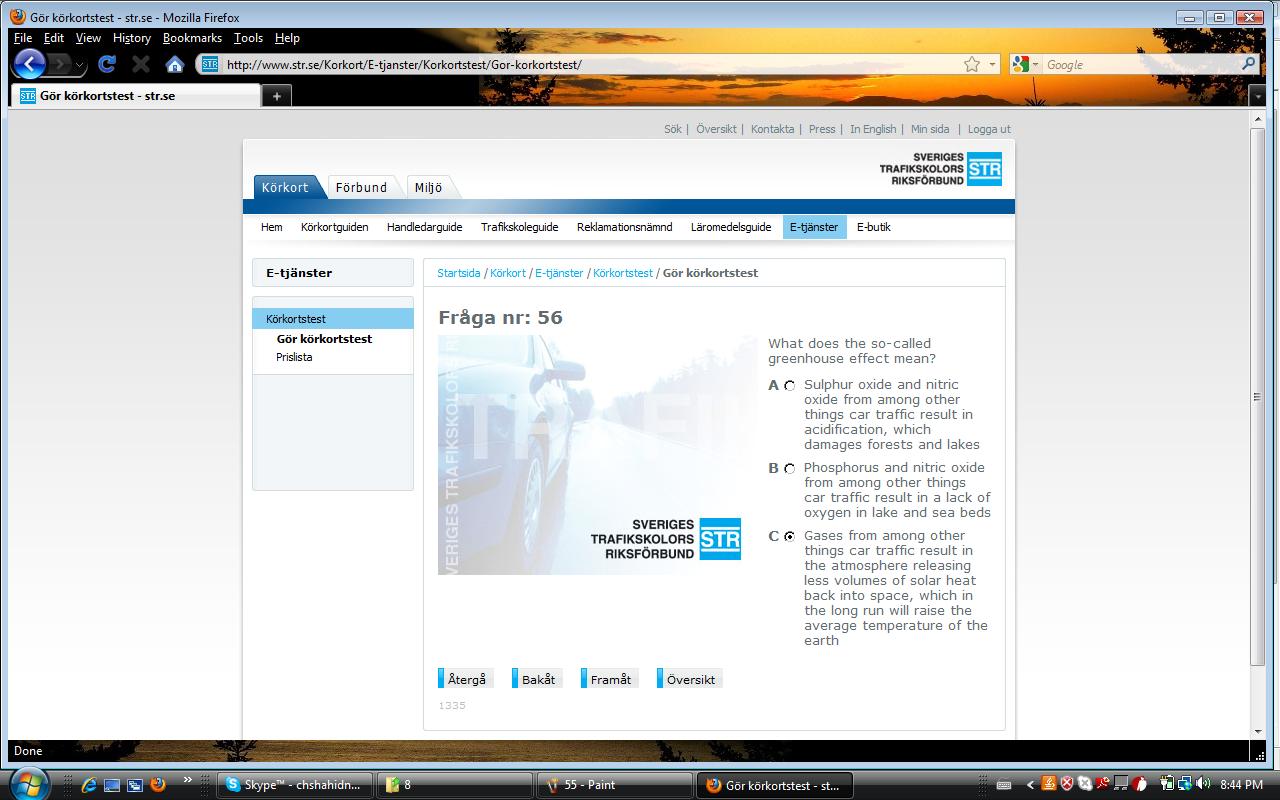 Gör körkortstest - str.se - Mozilla Firefox
File Edit View History Bookmarks Tools Help
STR http://www.str.se/Korkort/E-tjanster/Korkortstest/Gor-korkortstest/ Google
STR Gör körkortstest - str.se
Sök | Översikt | Kontakta | Press | In English | Min sida | Logga ut
SVERIGES
TRAFIKSKOLORS
RIKSFÖRBUND
STR
Körkort Förbund Miljö
Hem Körkortguiden Handledarguide Trafikskoleguide Reklamationsnämnd Läromedelsguide E-tjänster E-butik
E-tjänster
Körkortstest
Gör körkortstest
Prislista
Startsida / Körkort / E-tjänster / Körkortstest / Gör körkortstest
Fråga nr: 56
TRAFI
SVERIGES
TRAFIKSKOLORS
RIKSFÖRBUND
STR
What does the so-called
greenhouse effect mean?
A Sulphur oxide and nitric
oxide from among other
things car traffic result in
acidification, which
damages forests and lakes
B Phosphorus and nitric oxide
from among other things
car traffic result in a lack of
oxygen in lake and sea beds
C Gases from among other
things car traffic result in
the atmosphere releasing
less volumes of solar heat
back into space, which in
the long run will raise the
average temperature of the
earth
Återgå Bakåt Framåt Översikt
1335
Done
Skype™ - chshahidn... 8 55 - Paint Gör körkortstest - st... 8:44 PM